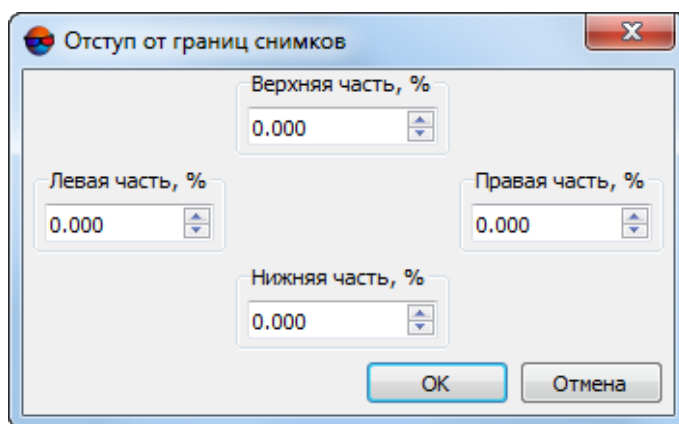 Отступ от границ снимков
Верхняя часть, %
0.000
Левая часть, %
0.000
Правая часть, %
0.000
Нижняя часть, %
0.000
OK
Отмена